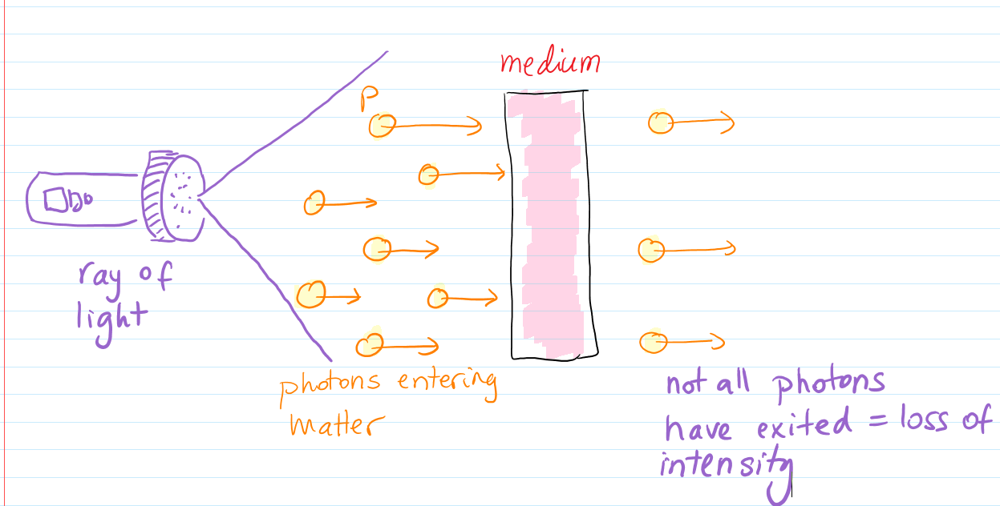 medium
P
ray of
light
photons entering
matter
not all photons
have exited = loss of
intensity